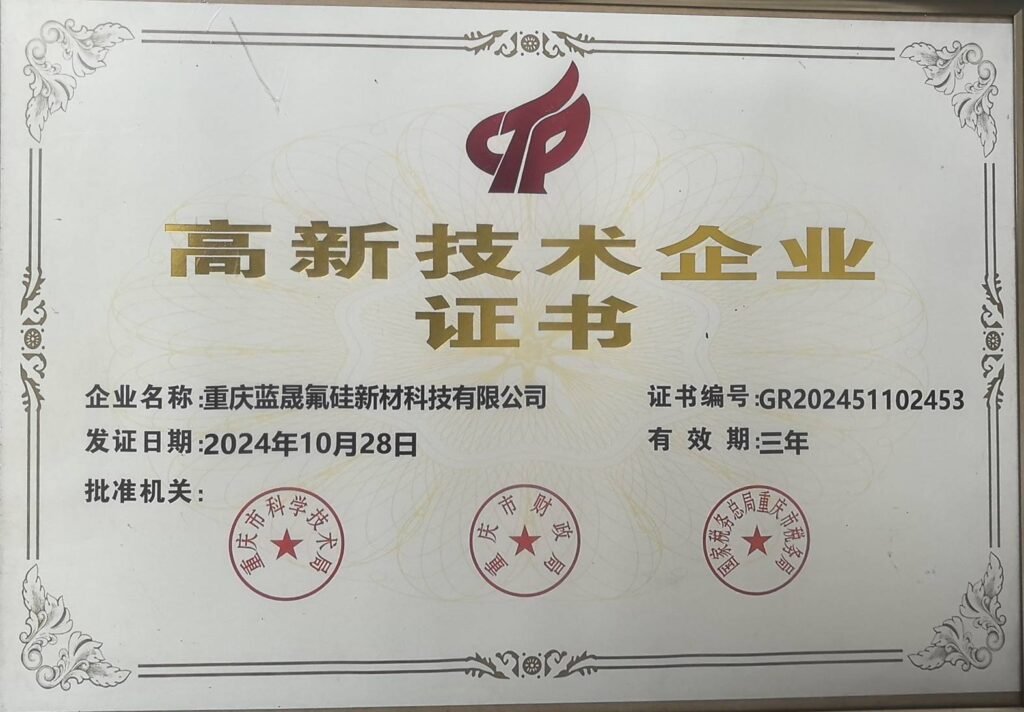 高新技术企业
证书
企业名称:重庆蓝晟氟硅新材科技有限公司
证书编号:GR202451102453
发证日期:2024年10月28日
有效期:三年
批准机关:
重庆市科学技术局
重庆市财政局
国家税务总局重庆市税务局